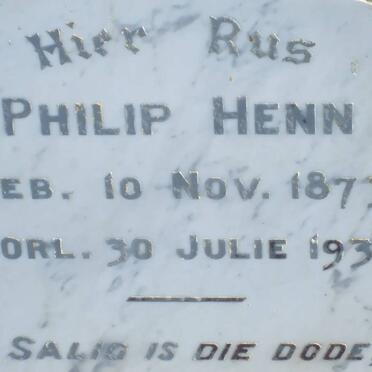 Hier Rus
PHILIP HENN
EB. 10 NOV. 187
ORL. 30 JULIE 193
SALIG IS DIE DODE,